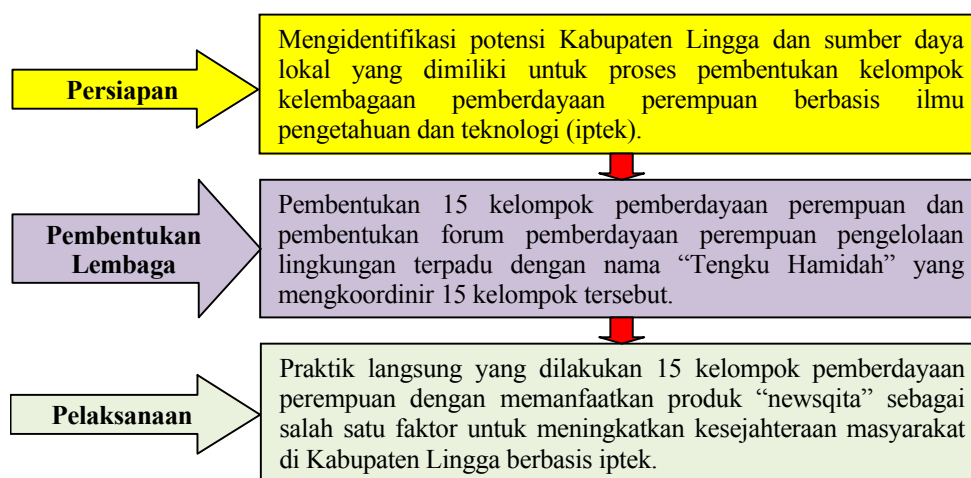 Persiapan
Mengidentifikasi potensi Kabupaten Lingga dan sumber daya
lokal yang dimiliki untuk proses pembentukan kelompok
kelembagaan pemberdayaan perempuan berbasis ilmu
pengetahuan dan teknologi (iptek).
Pembentukan
Lembaga
Pembentukan 15 kelompok pemberdayaan perempuan dan
pembentukan forum pemberdayaan perempuan pengelolaan
lingkungan terpadu dengan nama “Tengku Hamidah” yang
mengkoordinir 15 kelompok tersebut.
Pelaksanaan
Praktik langsung yang dilakukan 15 kelompok pemberdayaan
perempuan dengan memanfaatkan produk “newsqita” sebagai
salah satu faktor untuk meningkatkan kesejahteraan masyarakat
di Kabupaten Lingga berbasis iptek.